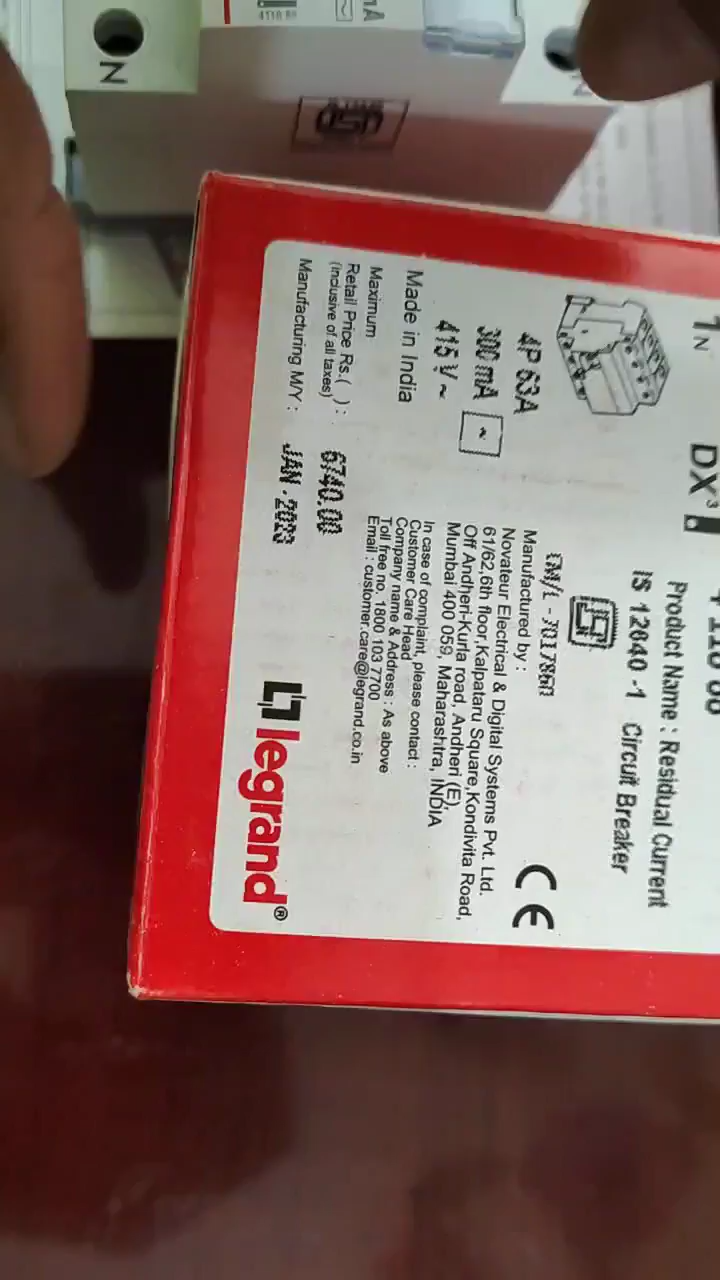 N
1N
DX³
Product Name : Residual Current
IS 12640 -1 Circuit Breaker
4P 63A
300 mA ~
415 V ~
Made in India
Maximum
Retail Price Rs.( ) : 6740.00
(inclusive of all taxes)
Manufacturing M/Y : JAN - 2023
Manufactured by :
Novateur Electrical & Digital Systems Pvt. Ltd.
61/62,6th floor,Kalpataru Square,Kondivita Road,
Off Andheri-Kurla road, Andheri (E),
Mumbai 400 059, Maharashtra, INDIA
In case of complaint, please contact :
Customer Care Head
Company name & Address : As above
Toll free no. 1800 103 7700
Email : customer.care@legrand.co.in
CE
legrand®